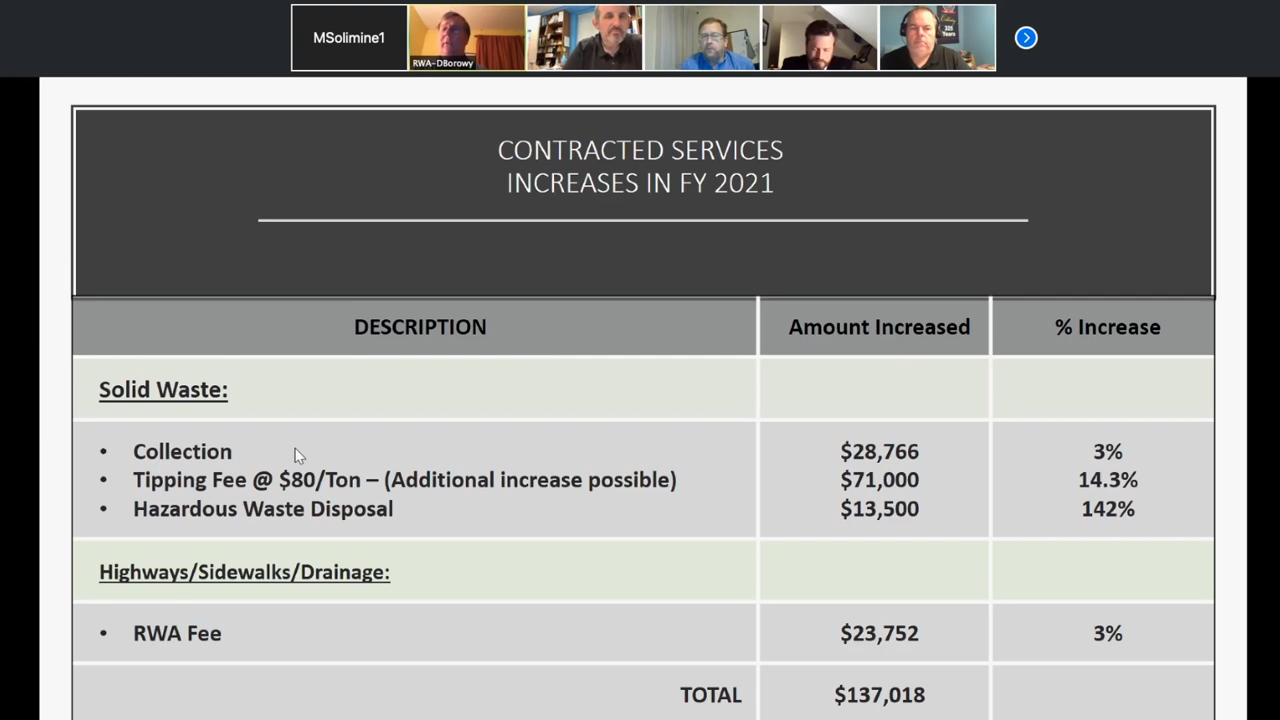 MSolimine1
RWA-DBorowy
325
Years
CONTRACTED SERVICES
INCREASES IN FY 2021
DESCRIPTION
Amount Increased
% Increase
Solid Waste:
• Collection $28,766 3%
• Tipping Fee @ $80/Ton – (Additional increase possible) $71,000 14.3%
• Hazardous Waste Disposal $13,500 142%
Highways/Sidewalks/Drainage:
• RWA Fee $23,752 3%
TOTAL $137,018